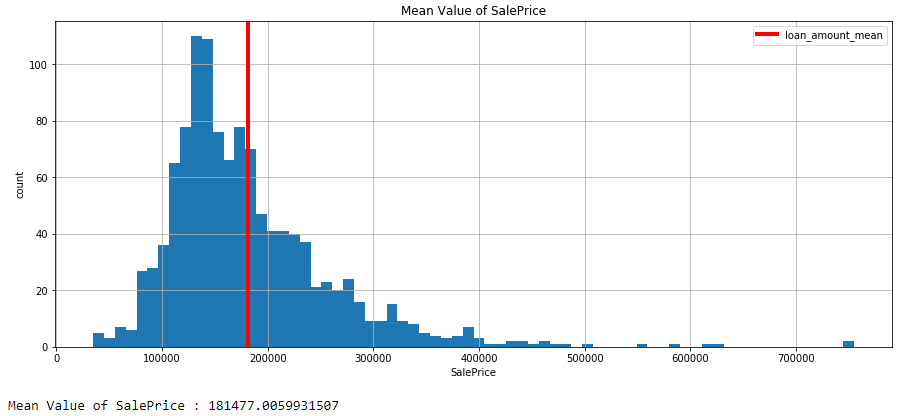 Mean Value of SalePrice
loan_amount_mean
100
80
60
40
20
0
count
0 100000 200000 300000 400000 500000 600000 700000
SalePrice
Mean Value of SalePrice : 181477.0059931507